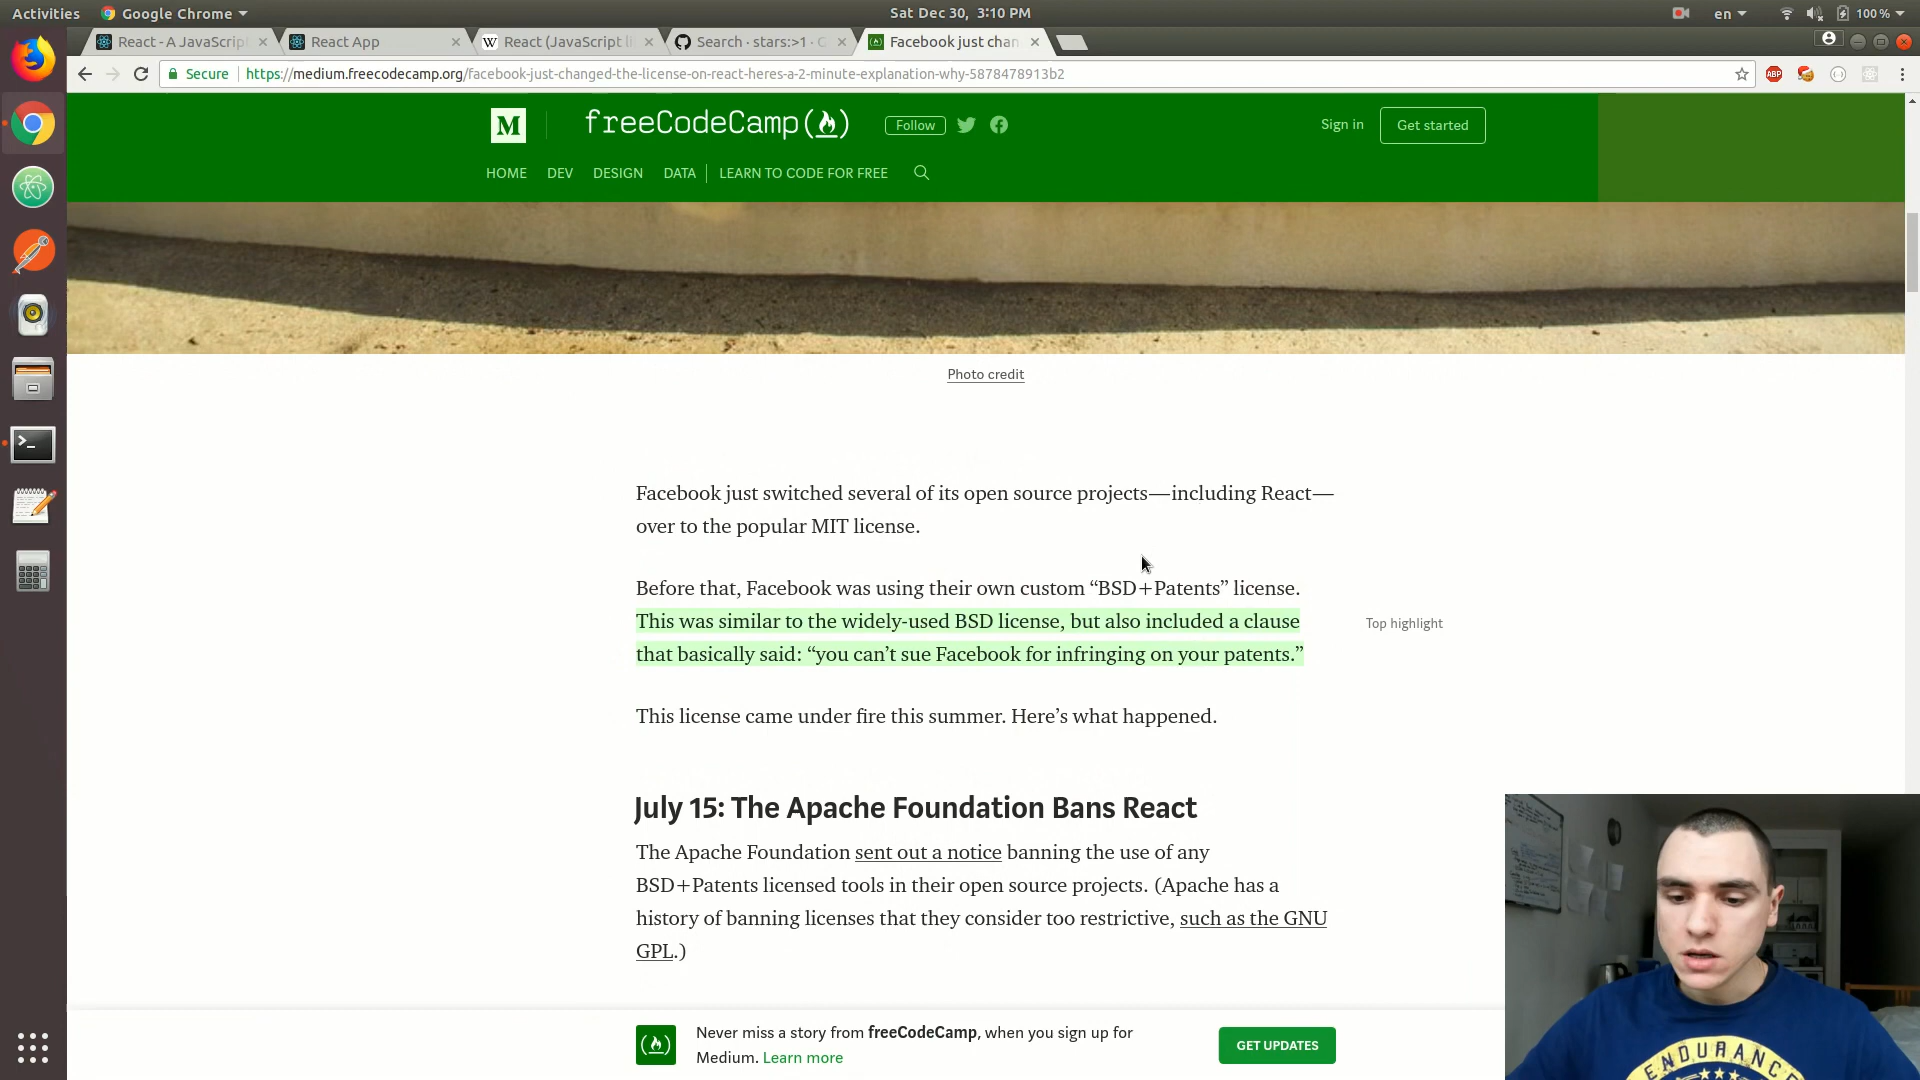 Activities
Google Chrome
Sat Dec 30, 3:10 PM
en
100 %
React - A JavaScript
React App
W
React (JavaScript li
Search · stars:>1 · G
Facebook just chan
Secure
https://medium.freecodecamp.org/facebook-just-changed-the-license-on-react-heres-a-2-minute-explanation-why-5878478913b2
ABP
M
freeCodeCamp
Follow
Sign in
Get started
HOME
DEV
DESIGN
DATA
LEARN TO CODE FOR FREE
Photo credit
Facebook just switched several of its open source projects—including React—
over to the popular MIT license.
Before that, Facebook was using their own custom “BSD+Patents” license.
This was similar to the widely-used BSD license, but also included a clause
that basically said: “you can’t sue Facebook for infringing on your patents.”
Top highlight
This license came under fire this summer. Here’s what happened.
July 15: The Apache Foundation Bans React
The Apache Foundation sent out a notice banning the use of any
BSD+Patents licensed tools in their open source projects. (Apache has a
history of banning licenses that they consider too restrictive, such as the GNU
GPL.)
Never miss a story from freeCodeCamp, when you sign up for
Medium. Learn more
GET UPDATES
ENDURANC